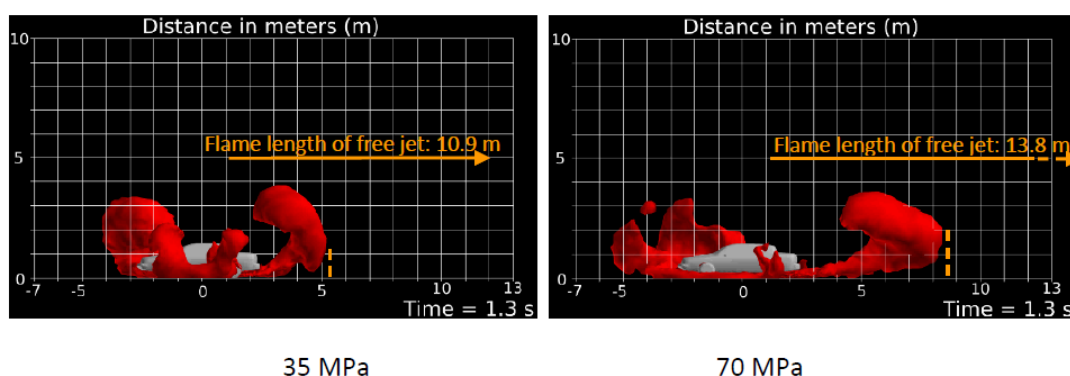 Distance in meters (m)
10
Flame length of free jet: 10.9 m
5
0
-7 -5 0 5 10 13
Time = 1.3 s
35 MPa
Distance in meters (m)
10
Flame length of free jet: 13.8 m
5
0
-7 -5 0 5 10 13
Time = 1.3 s
70 MPa